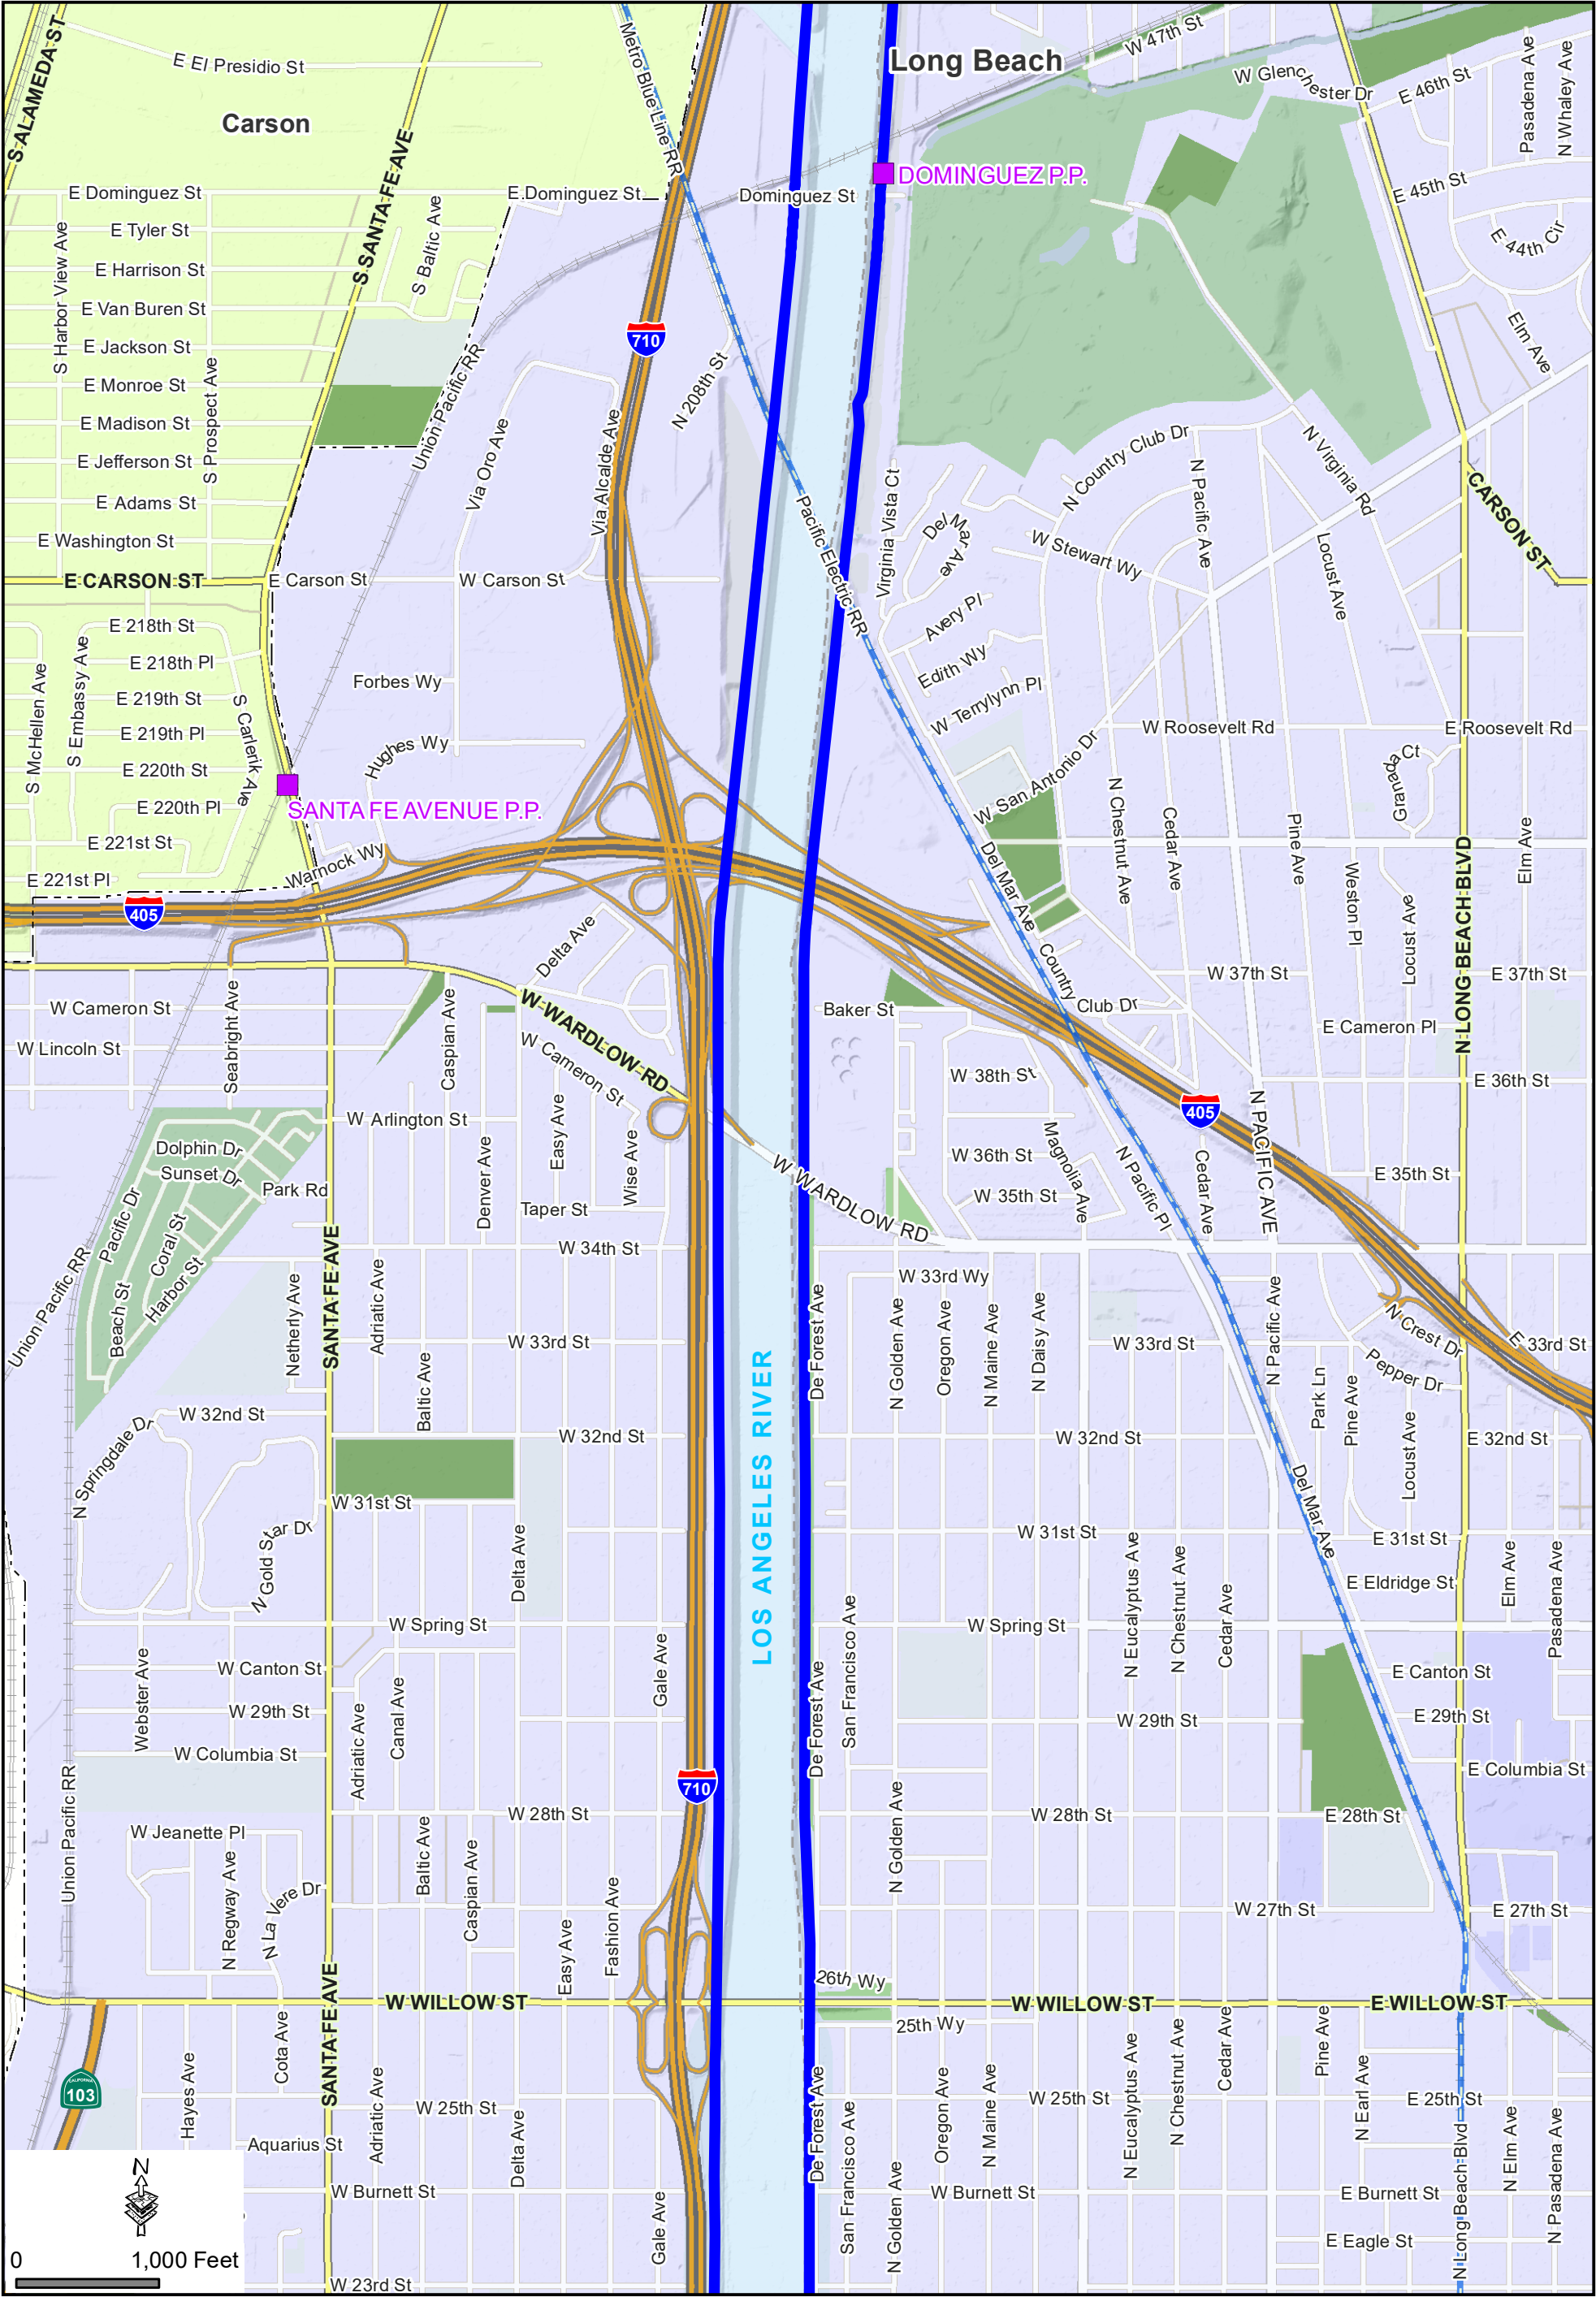 S ALAMEDA ST
E El Presidio St
Carson
S SANTA FE AVE
Metro Blue Line RR
Long Beach
W 47th St
W Glenchester Dr
E 46th St
Pasadena Ave
N Whaley Ave
DOMINGUEZ P.P.
E Dominguez St
E Dominguez St
Dominguez St
E 45th St
E 44th Cir
E Tyler St
S Harbor View Ave
E Harrison St
S Baltic Ave
E Van Buren St
E Jackson St
710
N 208th St
Elm Ave
E Monroe St
S Prospect Ave
E Madison St
E Jefferson St
Union Pacific RR
Via Oro Ave
Via Alcalde Ave
N Country Club Dr
N Pacific Ave
N Virginia Rd
E Adams St
E Washington St
Pacific Electric RR
Virginia Vista Ct
Del Mar Ave
W Stewart Wy
Locust Ave
CARSON ST
E CARSON ST
E Carson St
W Carson St
Avery Pl
E 218th St
E 218th Pl
S McHellen Ave
S Embassy Ave
E 219th St
S Carlerik Ave
Forbes Wy
Edith Wy
W Terrylynn Pl
E 219th Pl
Hughes Wy
W San Antonio Dr
W Roosevelt Rd
E Roosevelt Rd
E 220th St
E 220th Pl
SANTA FE AVENUE P.P.
Granada Ct
N Chestnut Ave
Cedar Ave
Pine Ave
Weston Pl
Locust Ave
N LONG BEACH BLVD
Elm Ave
E 221st St
Warnock Wy
E 221st Pl
405
Del Mar Ave
Delta Ave
Country Club Dr
W 37th St
E 37th St
W Cameron St
Seabright Ave
Caspian Ave
W WARDLOW RD
Baker St
E Cameron Pl
W Lincoln St
W Cameron St
W 38th St
E 36th St
405
N PACIFIC AVE
W Arlington St
Easy Ave
Wise Ave
Denver Ave
Dolphin Dr
Sunset Dr
Park Rd
W 36th St
Magnolia Ave
N Pacific Pl
Cedar Ave
E 35th St
Pacific Dr
Coral St
Taper St
W WARDLOW RD
W 35th St
Union Pacific RR
Beach St
Harbor St
Netherly Ave
SANTA FE AVE
Adriatic Ave
W 34th St
W 33rd Wy
De Forest Ave
N Golden Ave
Oregon Ave
N Maine Ave
N Daisy Ave
N Pacific Ave
W 33rd St
W 33rd St
N Crest Dr
E 33rd St
Pepper Dr
Baltic Ave
Park Ln
Pine Ave
Locust Ave
LOS ANGELES RIVER
N Springdale Dr
W 32nd St
W 32nd St
W 32nd St
E 32nd St
W 31st St
Del Mar Ave
N Gold Star Dr
Delta Ave
W 31st St
E 31st St
N Eucalyptus Ave
N Chestnut Ave
Cedar Ave
E Eldridge St
Elm Ave
Pasadena Ave
W Spring St
San Francisco Ave
W Spring St
Webster Ave
W Canton St
Gale Ave
De Forest Ave
E Canton St
W 29th St
Adriatic Ave
Canal Ave
W 29th St
E 29th St
W Columbia St
E Columbia St
Union Pacific RR
710
W 28th St
N Golden Ave
W 28th St
E 28th St
W Jeanette Pl
N Regway Ave
N La Vere Dr
Baltic Ave
Caspian Ave
Easy Ave
Fashion Ave
W 27th St
E 27th St
26th Wy
W WILLOW ST
W WILLOW ST
E WILLOW ST
25th Wy
CALIFORNIA
103
Hayes Ave
Cota Ave
SANTA FE AVE
Adriatic Ave
W 25th St
Delta Ave
De Forest Ave
San Francisco Ave
N Golden Ave
Oregon Ave
N Maine Ave
W 25th St
N Eucalyptus Ave
N Chestnut Ave
Cedar Ave
Pine Ave
N Earl Ave
E 25th St
N Long Beach Blvd
N Elm Ave
N Pasadena Ave
Aquarius St
W Burnett St
Gale Ave
W Burnett St
E Burnett St
E Eagle St
W 23rd St
N
0 1,000 Feet